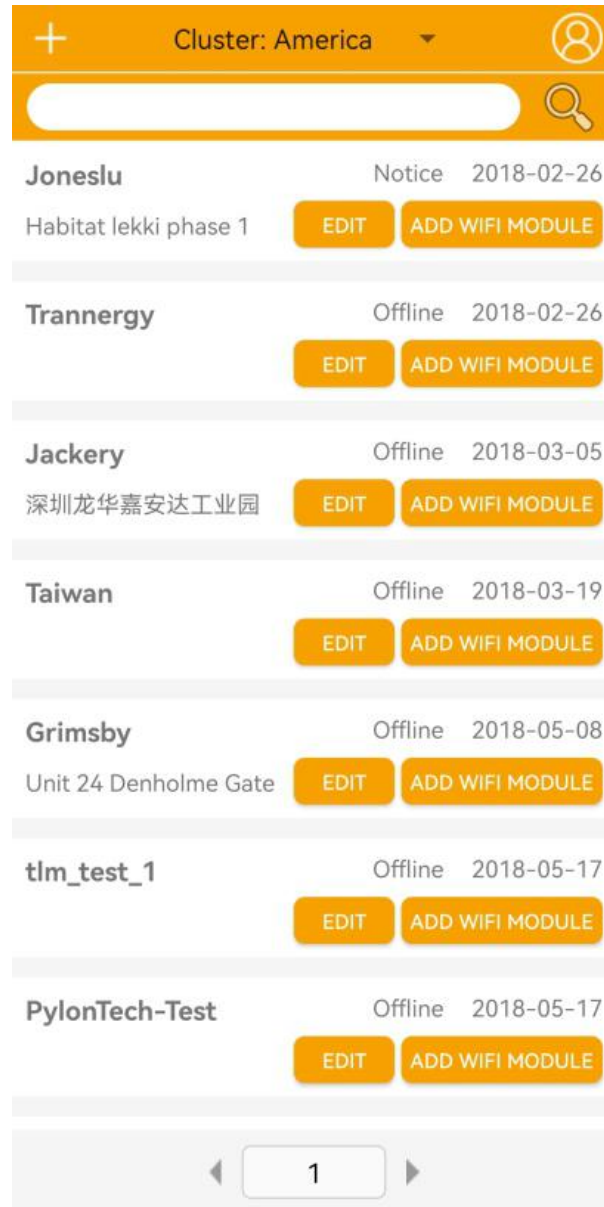 Cluster: America
Joneslu Notice 2018-02-26
Habitat lekki phase 1 EDIT ADD WIFI MODULE
Trannergy Offline 2018-02-26
EDIT ADD WIFI MODULE
Jackery Offline 2018-03-05
深圳龙华嘉安达工业园 EDIT ADD WIFI MODULE
Taiwan Offline 2018-03-19
EDIT ADD WIFI MODULE
Grimsby Offline 2018-05-08
Unit 24 Denholme Gate EDIT ADD WIFI MODULE
tlm_test_1 Offline 2018-05-17
EDIT ADD WIFI MODULE
PylonTech-Test Offline 2018-05-17
EDIT ADD WIFI MODULE
1